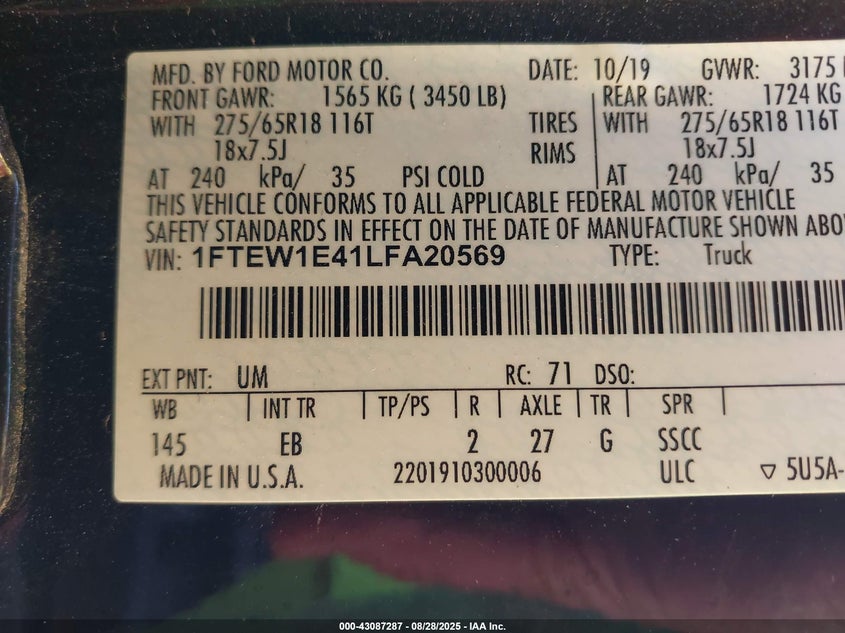 MFD. BY FORD MOTOR CO. DATE: 10/19 GVWR: 3175
FRONT GAWR: 1565 KG ( 3450 LB) REAR GAWR: 1724 KG
WITH 275/65R18 116T TIRES WITH 275/65R18 116T
18x7.5J RIMS 18x7.5J
AT 240 kPa/ 35 PSI COLD AT 240 kPa/ 35
THIS VEHICLE CONFORMS TO ALL APPLICABLE FEDERAL MOTOR VEHICLE
SAFETY STANDARDS IN EFFECT ON THE DATE OF MANUFACTURE SHOWN ABO
VIN: 1FTEW1E41LFA20569 TYPE: Truck
EXT PNT: UM RC: 71 DSO:
WB INT TR TP/PS R AXLE TR SPR
145 EB 2 27 G SSCC
MADE IN U.S.A. 2201910300006 ULC ▽ 5U5A-
000-43087287 - 08/28/2025 - IAA Inc.